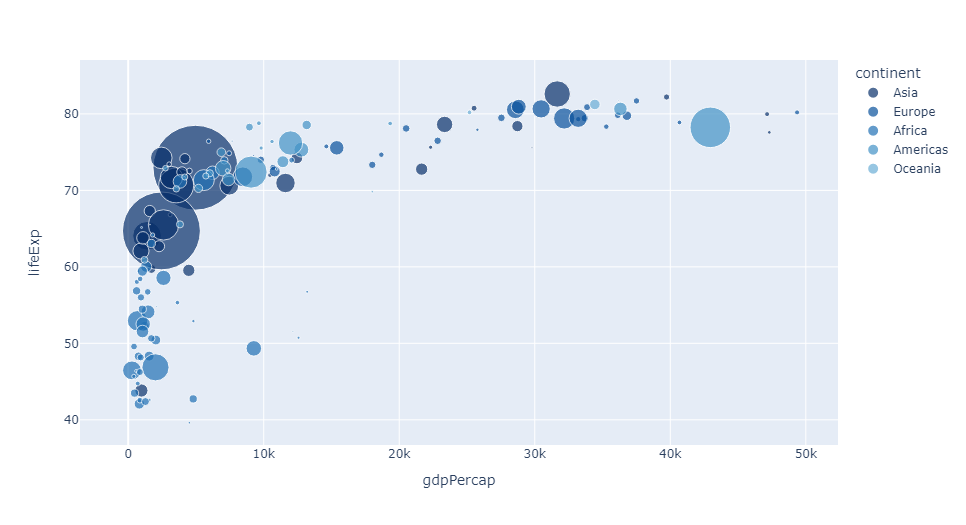 continent
Asia
Europe
Africa
Americas
Oceania
lifeExp
80
70
60
50
40
0
10k
20k
30k
40k
50k
gdpPercap